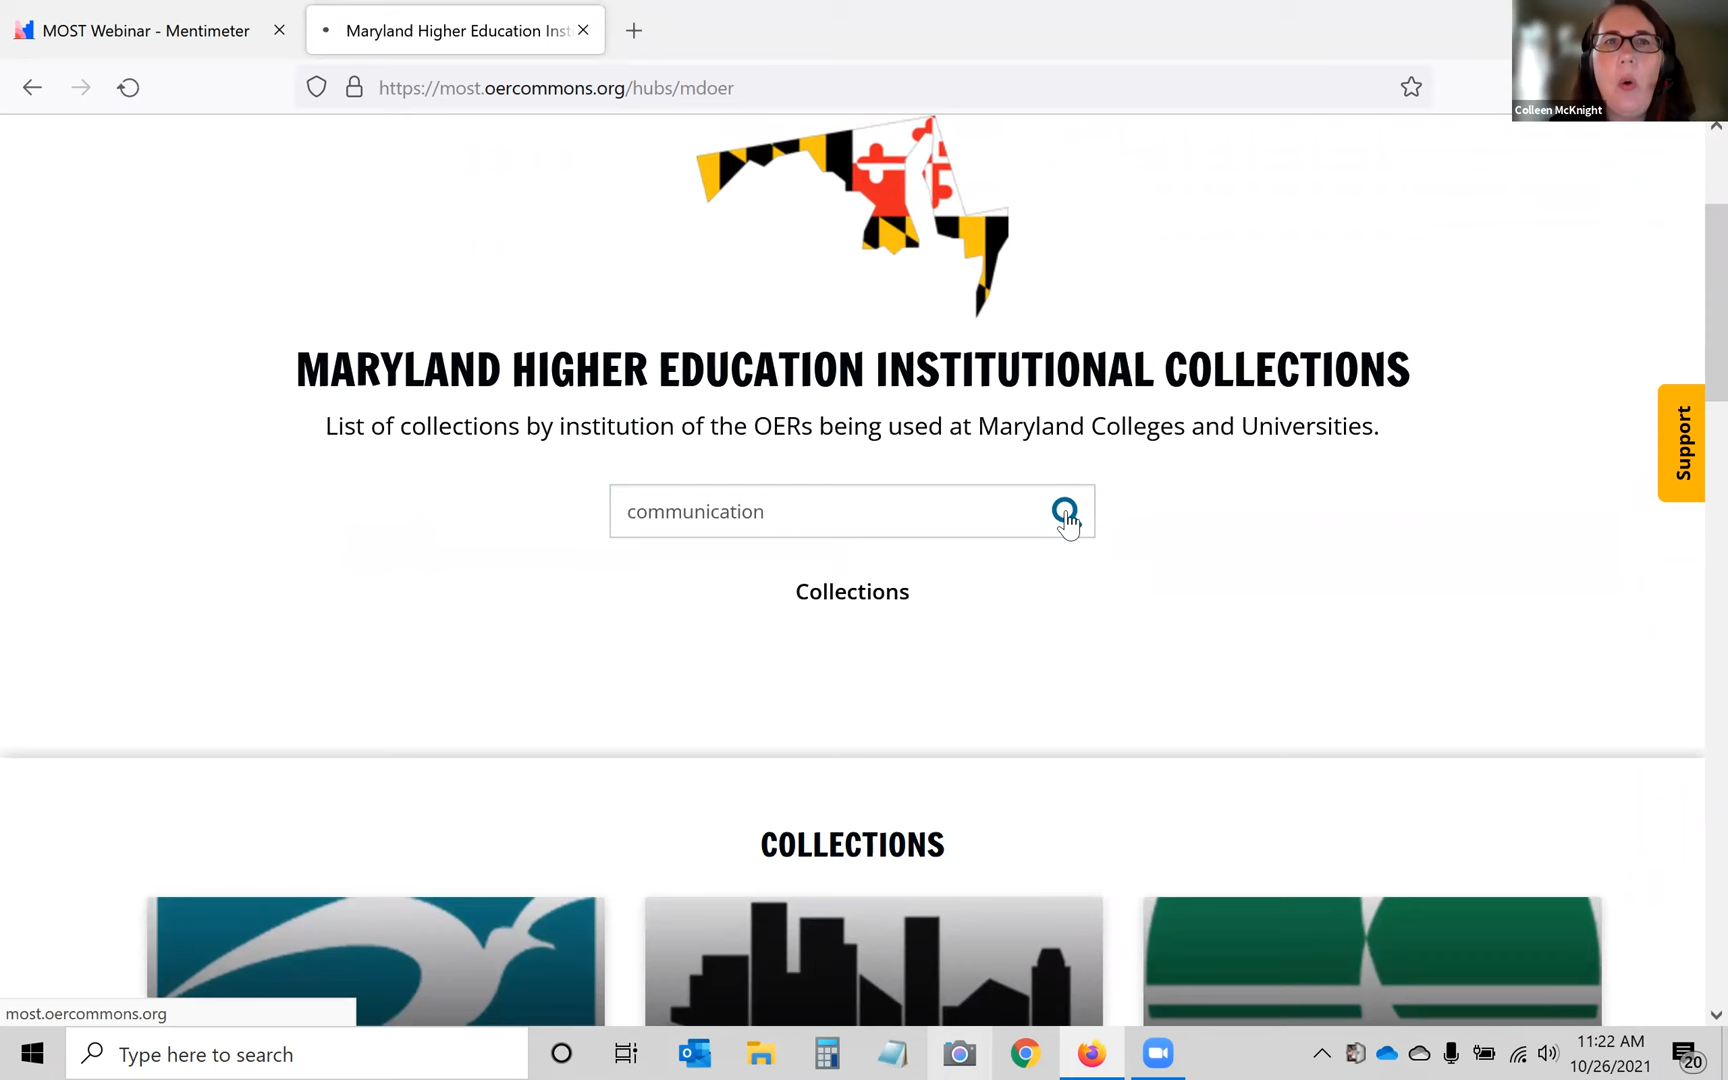 MOST Webinar - Mentimeter
Maryland Higher Education Inst
https://most.oercommons.org/hubs/mdoer
Colleen McKnight
MARYLAND HIGHER EDUCATION INSTITUTIONAL COLLECTIONS
List of collections by institution of the OERs being used at Maryland Colleges and Universities.
communication
Collections
Support
COLLECTIONS
most.oercommons.org
Type here to search
11:22 AM
10/26/2021
20